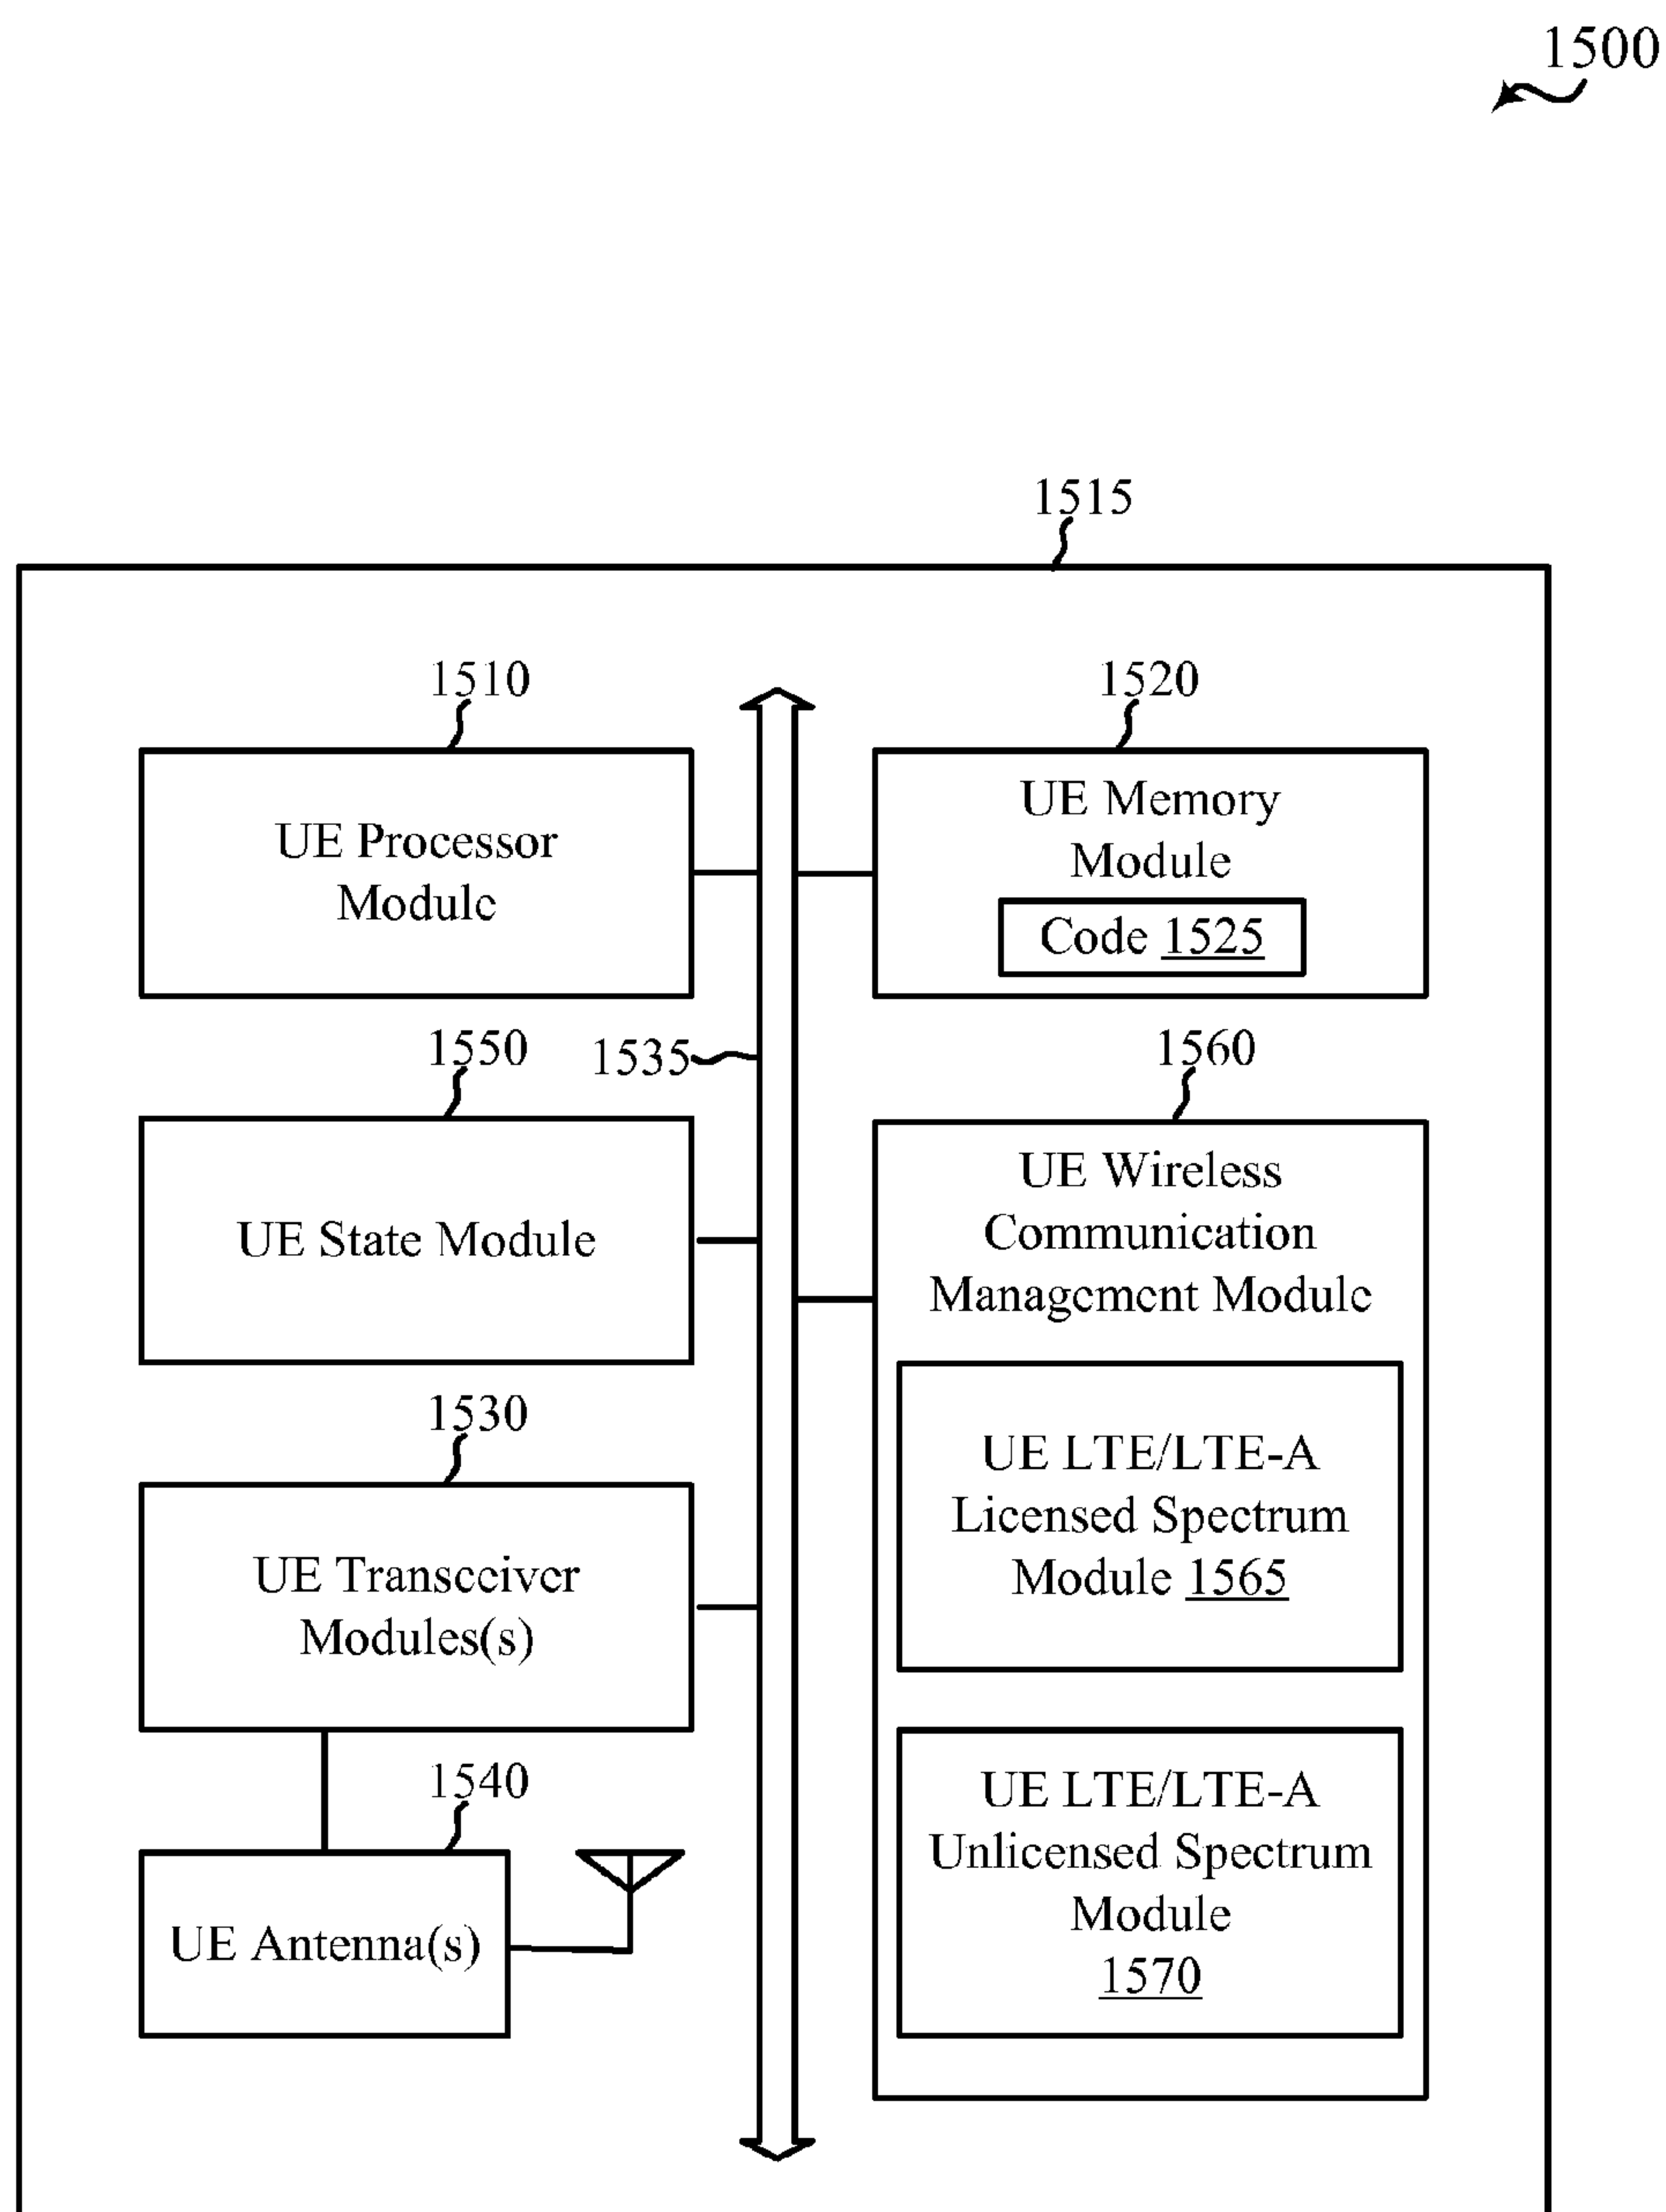 1500
1515
1510
1520
UE Processor
Module
UE Memory
Module
Code 1525
1550
1535
1560
UE State Module
UE Wireless
Communication
Management Module
1530
UE Transceiver
Modules(s)
UE LTE/LTE-A
Licensed Spectrum
Module 1565
1540
UE Antenna(s)
UE LTE/LTE-A
Unlicensed Spectrum
Module
1570